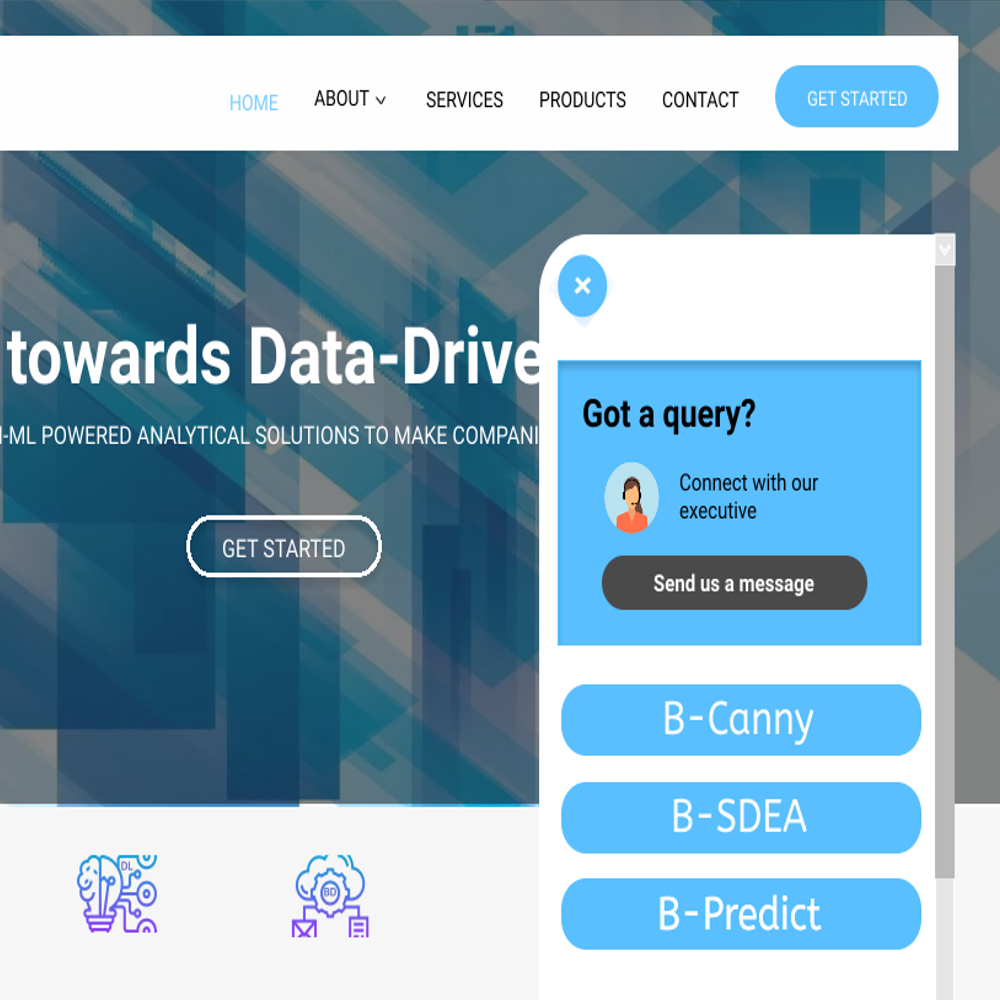 HOME
ABOUT
SERVICES
PRODUCTS
CONTACT
GET STARTED
towards Data-Drive
-ML POWERED ANALYTICAL SOLUTIONS TO MAKE COMPANI
GET STARTED
Got a query?
Connect with our
executive
Send us a message
B-Canny
B-SDEA
B-Predict
DL
BD